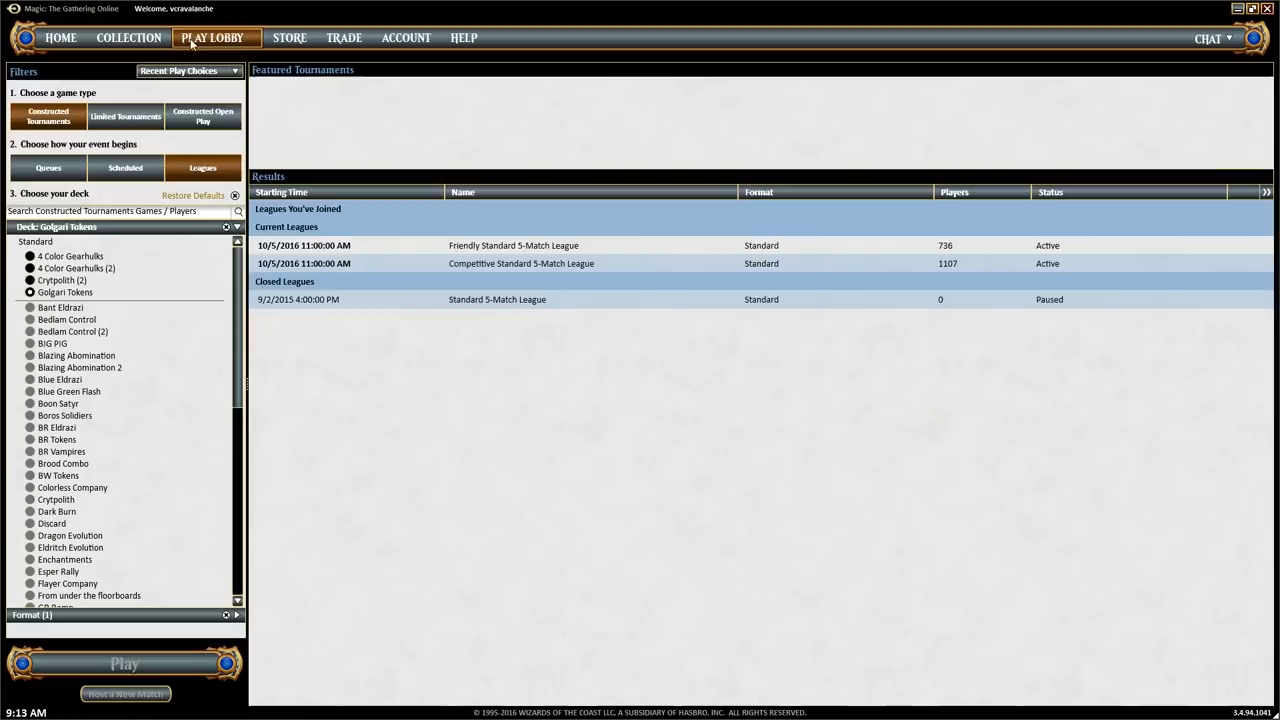 Magic: The Gathering Online Welcome, vcravalanche
HOME COLLECTION PLAY LOBBY STORE TRADE ACCOUNT HELP CHAT
Filters
Recent Play Choices
1. Choose a game type
Constructed Tournaments
Limited Tournaments
Constructed Open Play
2. Choose how your event begins
Queues Scheduled Leagues
3. Choose your deck Restore Defaults
Search Constructed Tournaments Games / Players
Deck: Golgari Tokens
Standard
4 Color Gearhulks
4 Color Gearhulks (2)
Crytpolith (2)
Golgari Tokens
Bant Eldrazi
Bedlam Control
Bedlam Control (2)
BIG PIG
Blazing Abomination
Blazing Abomination 2
Blue Eldrazi
Blue Green Flash
Boon Satyr
Boros Solidiers
BR Eldrazi
BR Tokens
BR Vampires
Brood Combo
BW Tokens
Colorless Company
Crytpolith
Dark Burn
Discard
Dragon Evolution
Eldritch Evolution
Enchantments
Esper Rally
Flayer Company
From under the floorboards
Format (1)
Play
Host a New Match
9:13 AM
Featured Tournaments
Results
Starting Time Name Format Players Status
Leagues You've Joined
Current Leagues
10/5/2016 11:00:00 AM Friendly Standard 5-Match League Standard 736 Active
10/5/2016 11:00:00 AM Competitive Standard 5-Match League Standard 1107 Active
Closed Leagues
9/2/2015 4:00:00 PM Standard 5-Match League Standard 0 Paused
© 1995-2016 WIZARDS OF THE COAST LLC, A SUBSIDIARY OF HASBRO, INC. ALL RIGHTS RESERVED.
3.4.94.1041